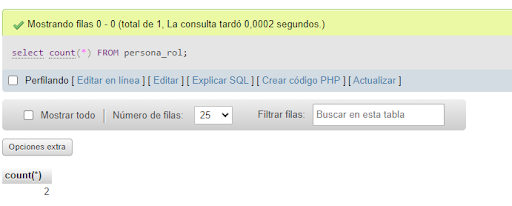 Mostrando filas 0 - 0 (total de 1, La consulta tardó 0,0002 segundos.)
select count(*) FROM persona_rol;
Perfilando [ Editar en línea ] [ Editar ] [ Explicar SQL ] [ Crear código PHP ] [ Actualizar ]
Mostrar todo | Número de filas: 25 Filtrar filas: Buscar en esta tabla
Opciones extra
count(*)
2